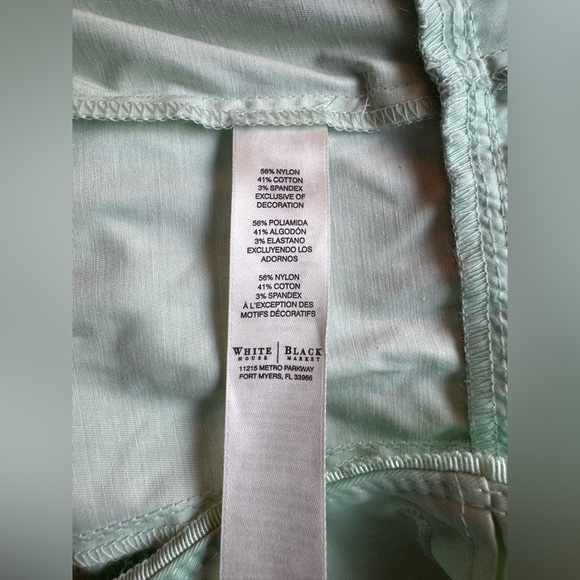 56% NYLON
41% COTTON
3% SPANDEX
EXCLUSIVE OF
DECORATION
56% POLIAMIDA
41% ALGODÓN
3% ELASTANO
EXCLUYENDO LOS
ADORNOS
56% NYLON
41% COTON
3% SPANDEX
À L'EXCEPTION DES
MOTIFS DÉCORATIFS
WHITE | BLACK
HOUSE | MARKET
11215 METRO PARKWAY
FORT MYERS, FL 33966